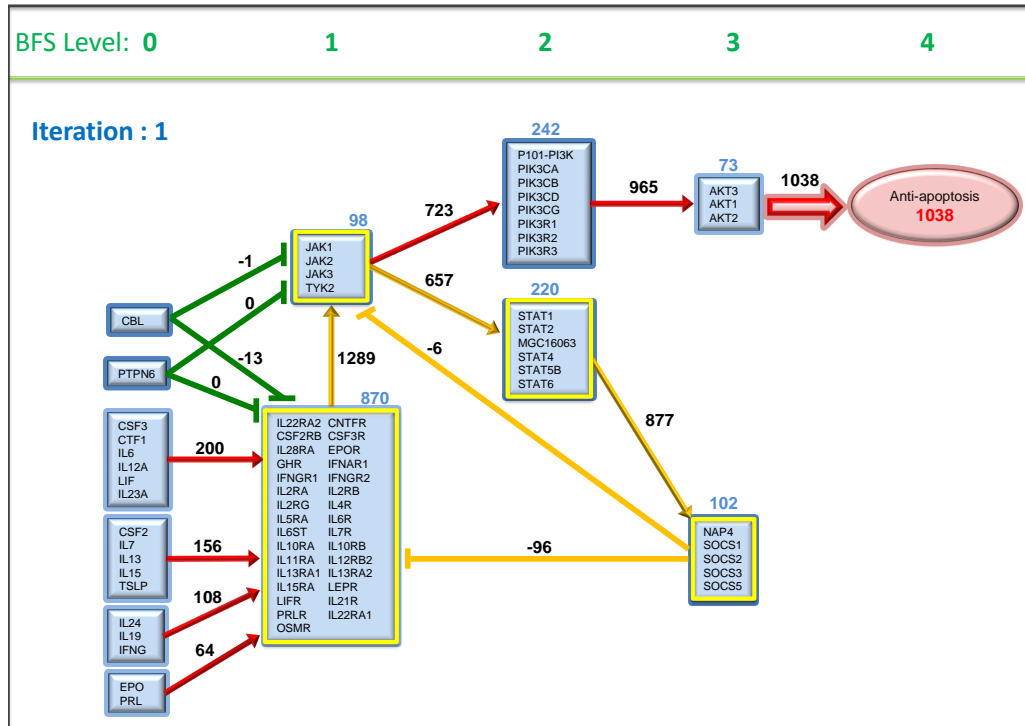 BFS Level: 0 1 2 3 4
Iteration : 1
242
P101-PI3K
PIK3CA
PIK3CB
PIK3CD
PIK3CG
PIK3R1
PIK3R2
PIK3R3
965
73
AKT3
AKT1
AKT2
1038
Anti-apoptosis
1038
723
98
JAK1
JAK2
JAK3
TYK2
657
220
STAT1
STAT2
MGC16063
STAT4
STAT5B
STAT6
877
-1
0
CBL
-13
PTPN6
0
1289
-6
870
IL22RA2 CNTFR
CSF2RB CSF3R
IL28RA EPOR
GHR IFNAR1
IFNGR1 IFNGR2
IL2RA IL2RB
IL2RG IL4R
IL5RA IL6R
IL6ST IL7R
IL10RA IL10RB
IL11RA IL12RB2
IL13RA1 IL13RA2
IL15RA LEPR
LIFR IL21R
PRLR IL22RA1
OSMR
CSF3
CTF1
IL6
IL12A
LIF
IL23A
200
CSF2
IL7
IL13
IL15
TSLP
156
IL24
IL19
IFNG
108
EPO
PRL
64
-96
102
NAP4
SOCS1
SOCS2
SOCS3
SOCS5